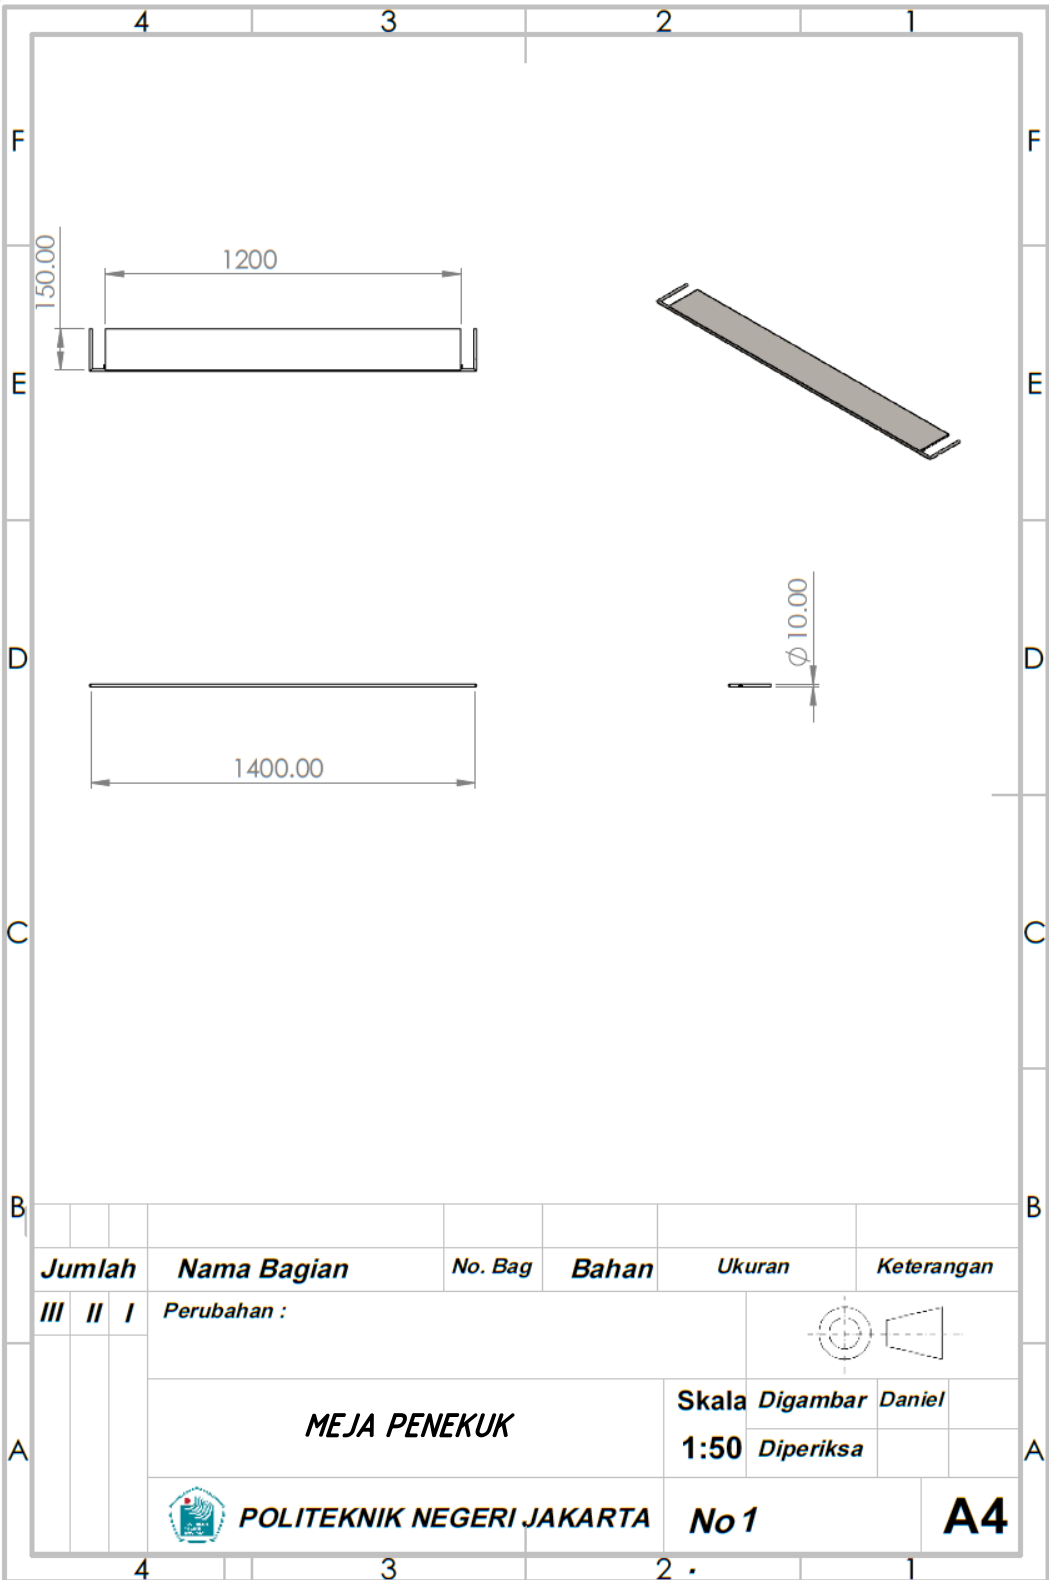 4 3 2 1
F F
150.00
1200
E E
⌀ 10.00
D D
1400.00
C C
B B
Jumlah Nama Bagian No. Bag Bahan Ukuran Keterangan
III II I Perubahan :
MEJA PENEKUK
Skala Digambar Daniel
1:50 Diperiksa
A A
POLITEKNIK NEGERI JAKARTA No 1 A4
4 3 2 1